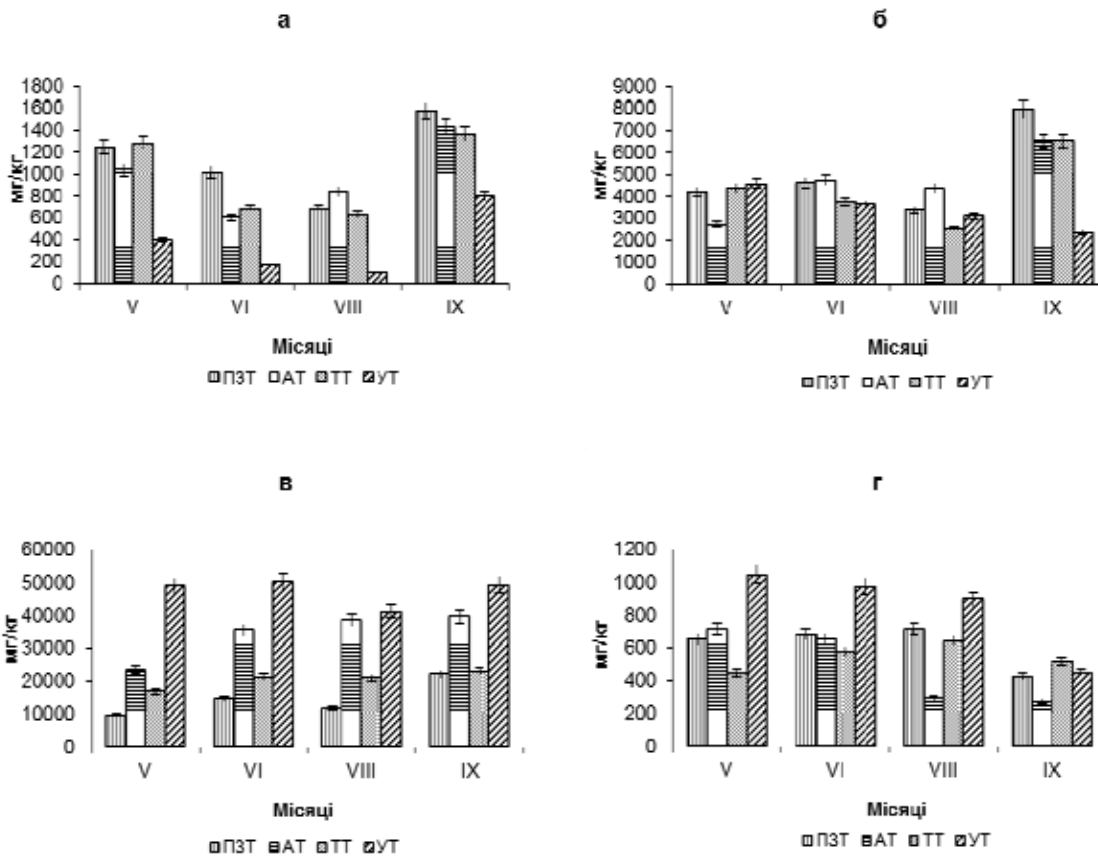 а
мг/кг
1800
1600
1400
1200
1000
800
600
400
200
0
V VI VIII IX
Місяці
ПЗТ АТ ТТ УТ
б
мг/кг
9000
8000
7000
6000
5000
4000
3000
2000
1000
0
V VI VIII IX
Місяці
ПЗТ АТ ТТ УТ
в
мг/кг
60000
50000
40000
30000
20000
10000
0
V VI VIII IX
Місяці
ПЗТ АТ ТТ УТ
г
мг/кг
1200
1000
800
600
400
200
0
V VI VIII IX
Місяці
ПЗТ АТ ТТ УТ